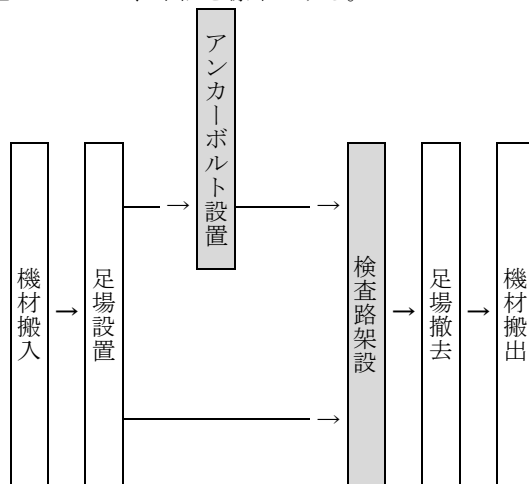 機材搬入
→
足場設置
→
アンカーボルト設置
→
→
検査路架設
→
足場撤去
→
機材搬出